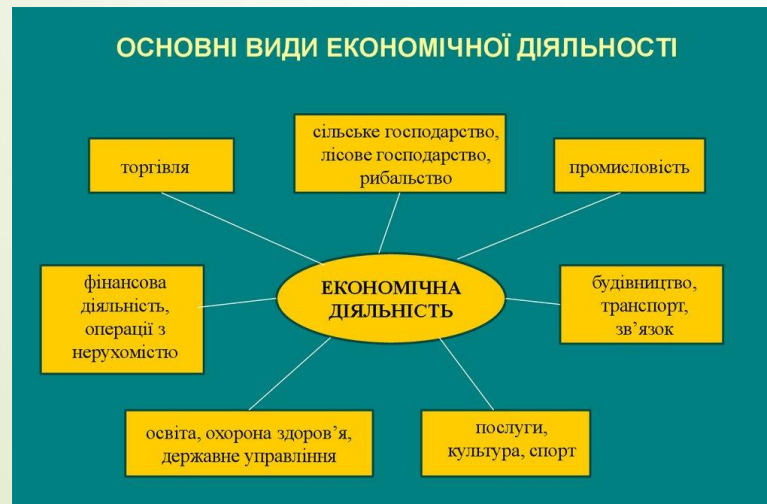 ОСНОВНІ ВИДИ ЕКОНОМІЧНОЇ ДІЯЛЬНОСТІ
торгівля
сільське господарство,
лісове господарство,
рибальство
промисловість
фінансова
діяльність,
операції з
нерухомістю
ЕКОНОМІЧНА
ДІЯЛЬНІСТЬ
будівництво,
транспорт,
зв’язок
освіта, охорона здоров’я,
державне управління
послуги,
культура, спорт